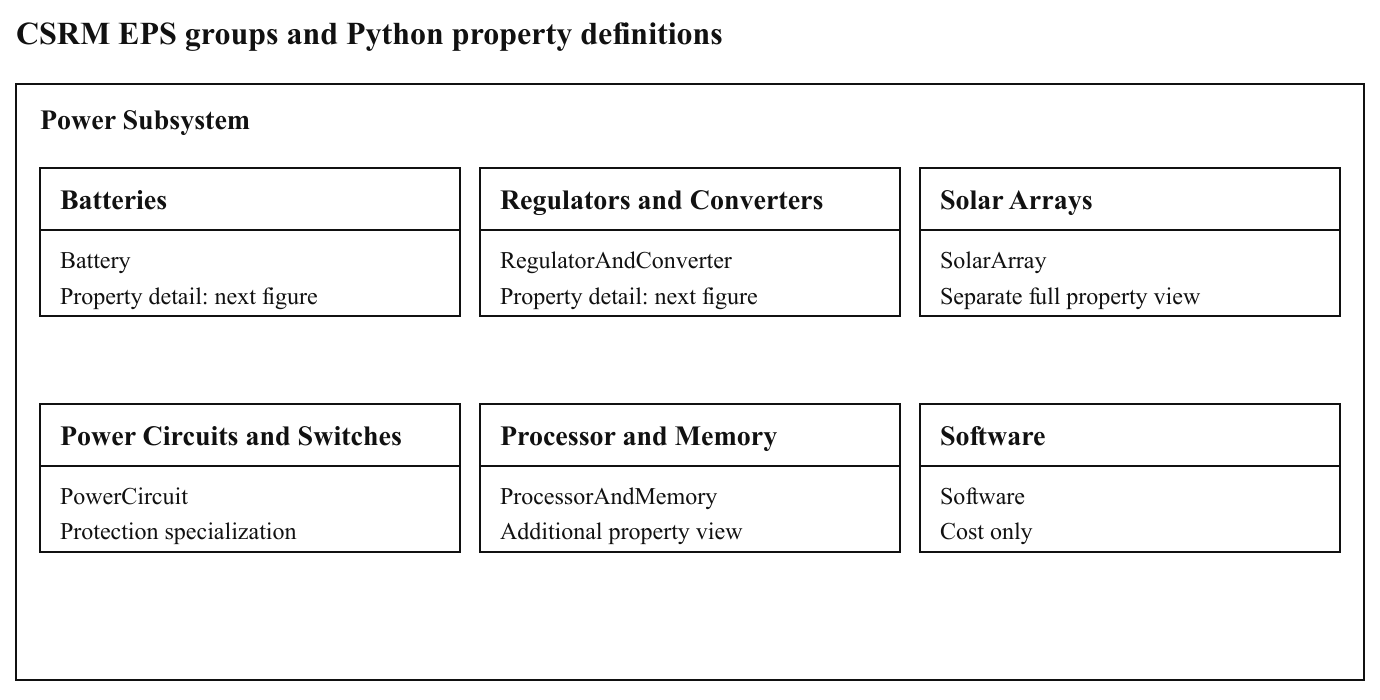 CSRM EPS groups and Python property definitions
Power Subsystem
Batteries
Battery
Property detail: next figure
Regulators and Converters
RegulatorAndConverter
Property detail: next figure
Solar Arrays
SolarArray
Separate full property view
Power Circuits and Switches
PowerCircuit
Protection specialization
Processor and Memory
ProcessorAndMemory
Additional property view
Software
Software
Cost only